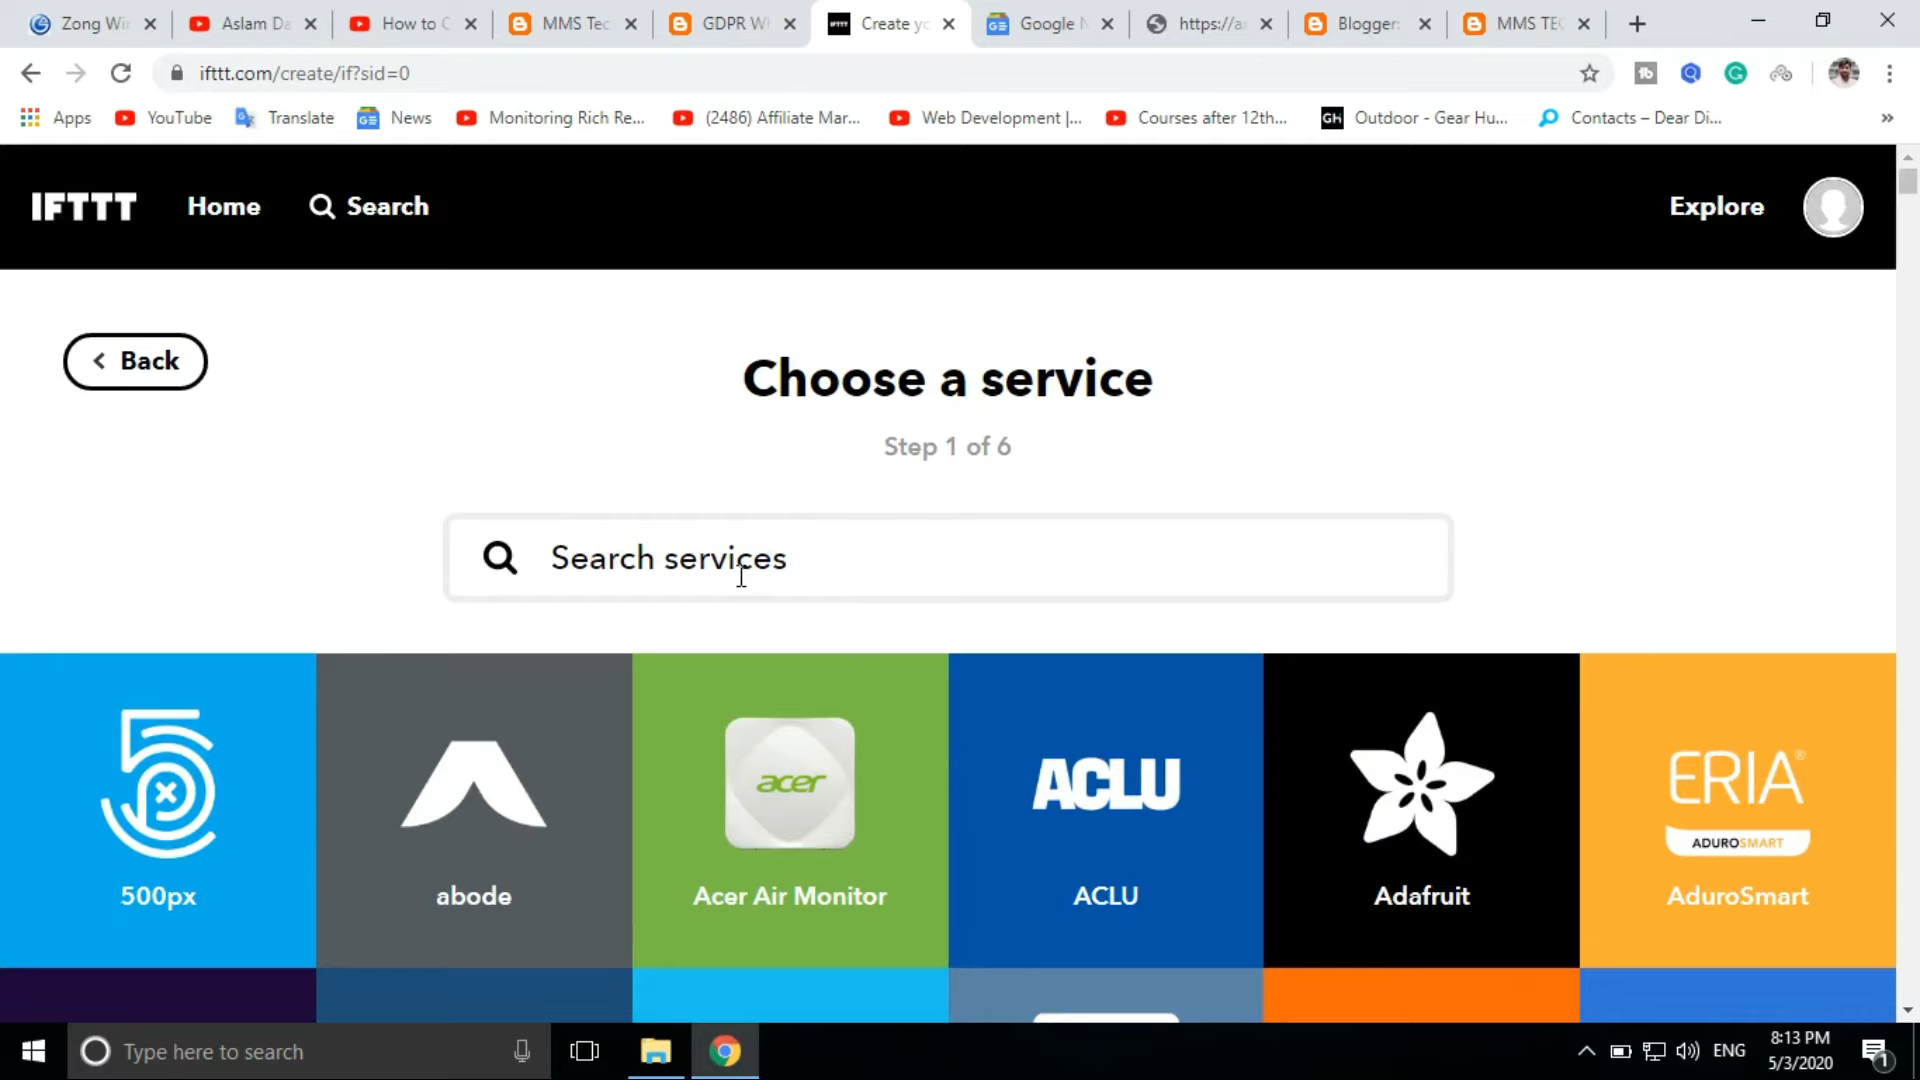 Zong Wi
Aslam Da
How to C
MMS Tec
GDPR W
Create yo
Google N
https://a
Blogger:
MMS TE
ifttt.com/create/if?sid=0
Apps
YouTube
Translate
News
Monitoring Rich Re...
(2486) Affiliate Mar...
Web Development |...
Courses after 12th...
GH
Outdoor - Gear Hu...
Contacts – Dear Di...
»
IFTTT
Home
Search
Explore
Back
Choose a service
Step 1 of 6
Search services
acer
ACLU
ERIA®
ADUROSMART
500px
abode
Acer Air Monitor
ACLU
Adafruit
AduroSmart
Type here to search
ENG
8:13 PM
5/3/2020
1